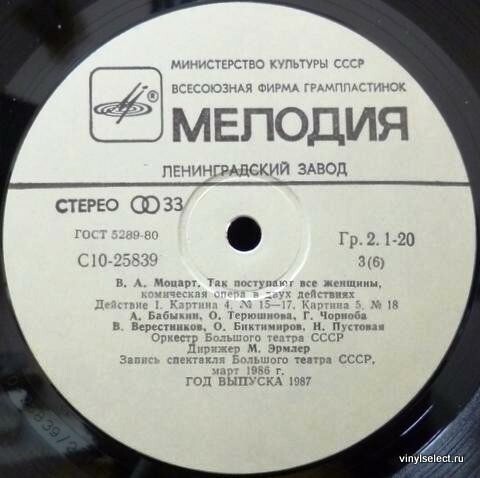 МИНИСТЕРСТВО КУЛЬТУРЫ СССР
ВСЕСОЮЗНАЯ ФИРМА ГРАМПЛАСТИНОК
® МЕЛОДИЯ
ЛЕНИНГРАДСКИЙ ЗАВОД
СТЕРЕО 33
ГОСТ 5289-80 Гр. 2. 1-20
С10-25839 3(6)
В. А. Моцарт. Так поступают все женщины,
комическая опера в двух действиях
Действие I. Картина 4, № 15—17, Картина 5, № 18
А. Бабыкин, О. Терюшнова, Г. Чорноба
В. Верестников, О. Биктимиров, Н. Пустовая
Оркестр Большого театра СССР
Дирижер М. Эрмлер
Запись спектакля Большого театра СССР,
март 1986 г.
ГОД ВЫПУСКА 1987
vinylselect.ru